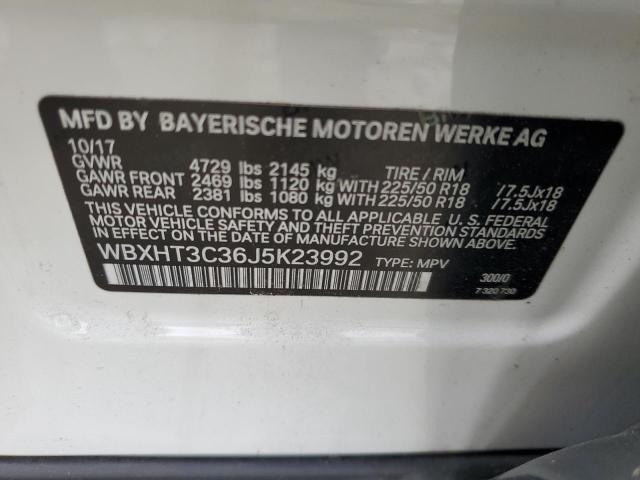 MFD BY BAYERISCHE MOTOREN WERKE AG
10/17
GVWR 4729 lbs 2145 kg TIRE / RIM
GAWR FRONT 2469 lbs 1120 kg WITH 225/50 R18 /7.5Jx18
GAWR REAR 2381 lbs 1080 kg WITH 225/50 R18 /7.5Jx18
THIS VEHICLE CONFORMS TO ALL APPLICABLE U. S. FEDERAL
MOTOR VEHICLE SAFETY AND THEFT PREVENTION STANDARDS
IN EFFECT ON THE DATE OF MANUFACTURE SHOWN ABOVE.
WBXHT3C36J5K23992 TYPE: MPV
300/0
7 320 730